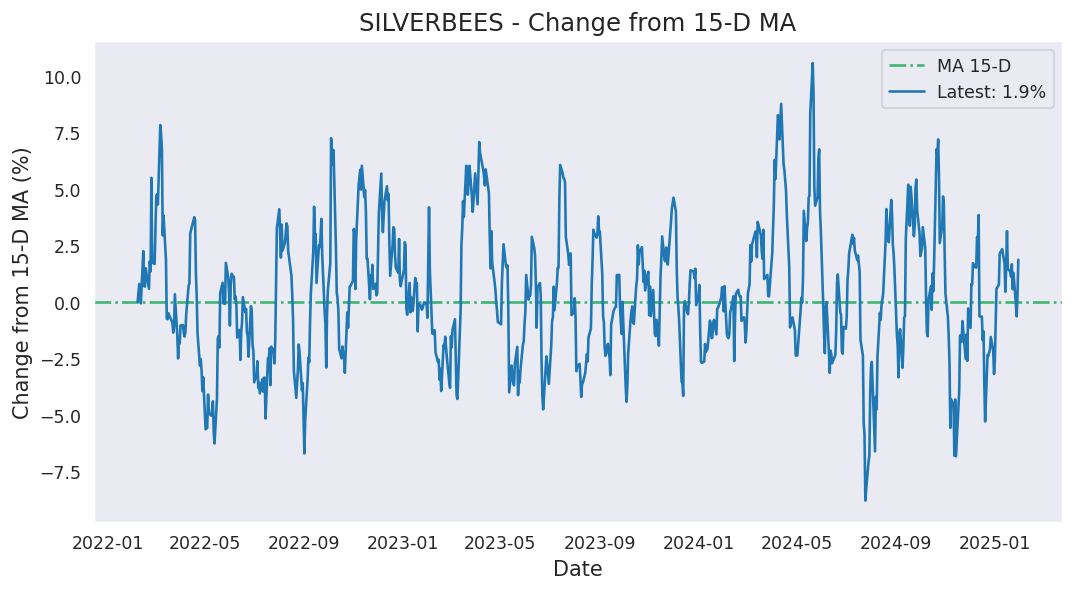 SILVERBEES - Change from 15-D MA
MA 15-D
Latest: 1.9%
Change from 15-D MA (%)
10.0
7.5
5.0
2.5
0.0
−2.5
−5.0
−7.5
2022-01 2022-05 2022-09 2023-01 2023-05 2023-09 2024-01 2024-05 2024-09 2025-01
Date